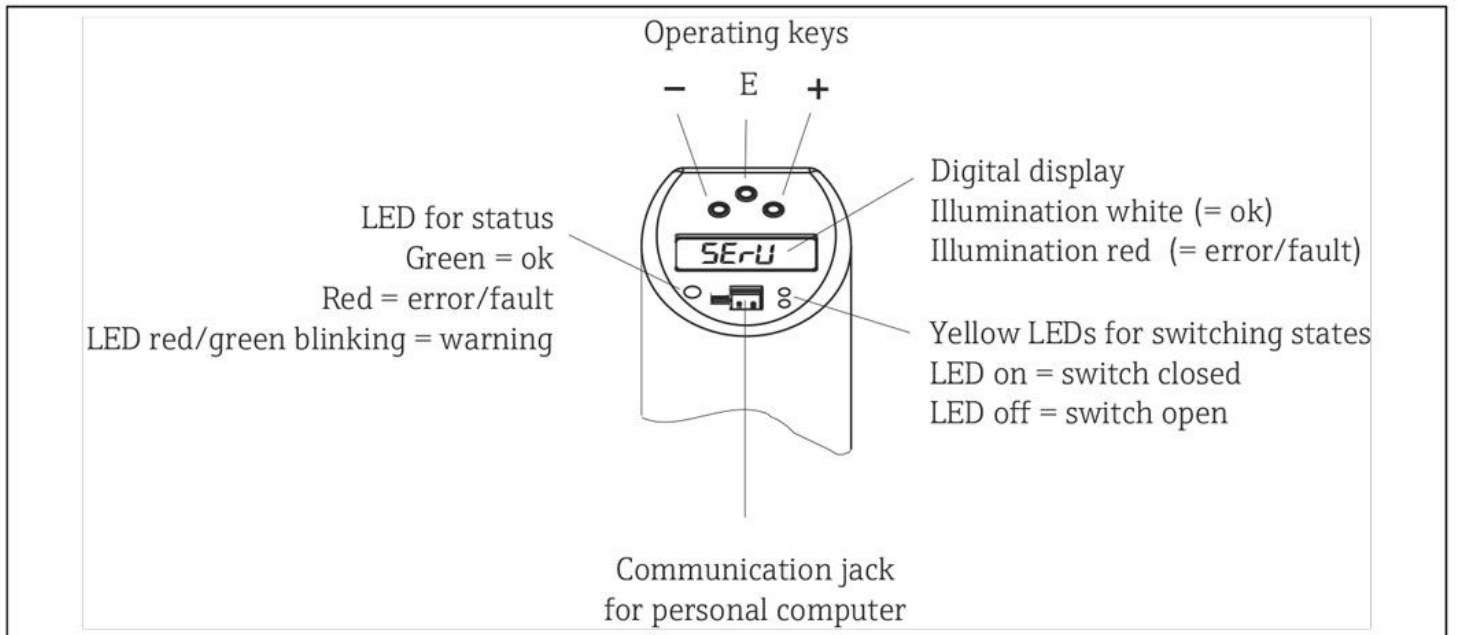 Operating keys
− E +
LED for status
Green = ok
Red = error/fault
LED red/green blinking = warning
SErU
Digital display
Illumination white (= ok)
Illumination red (= error/fault)
Yellow LEDs for switching states
LED on = switch closed
LED off = switch open
Communication jack
for personal computer